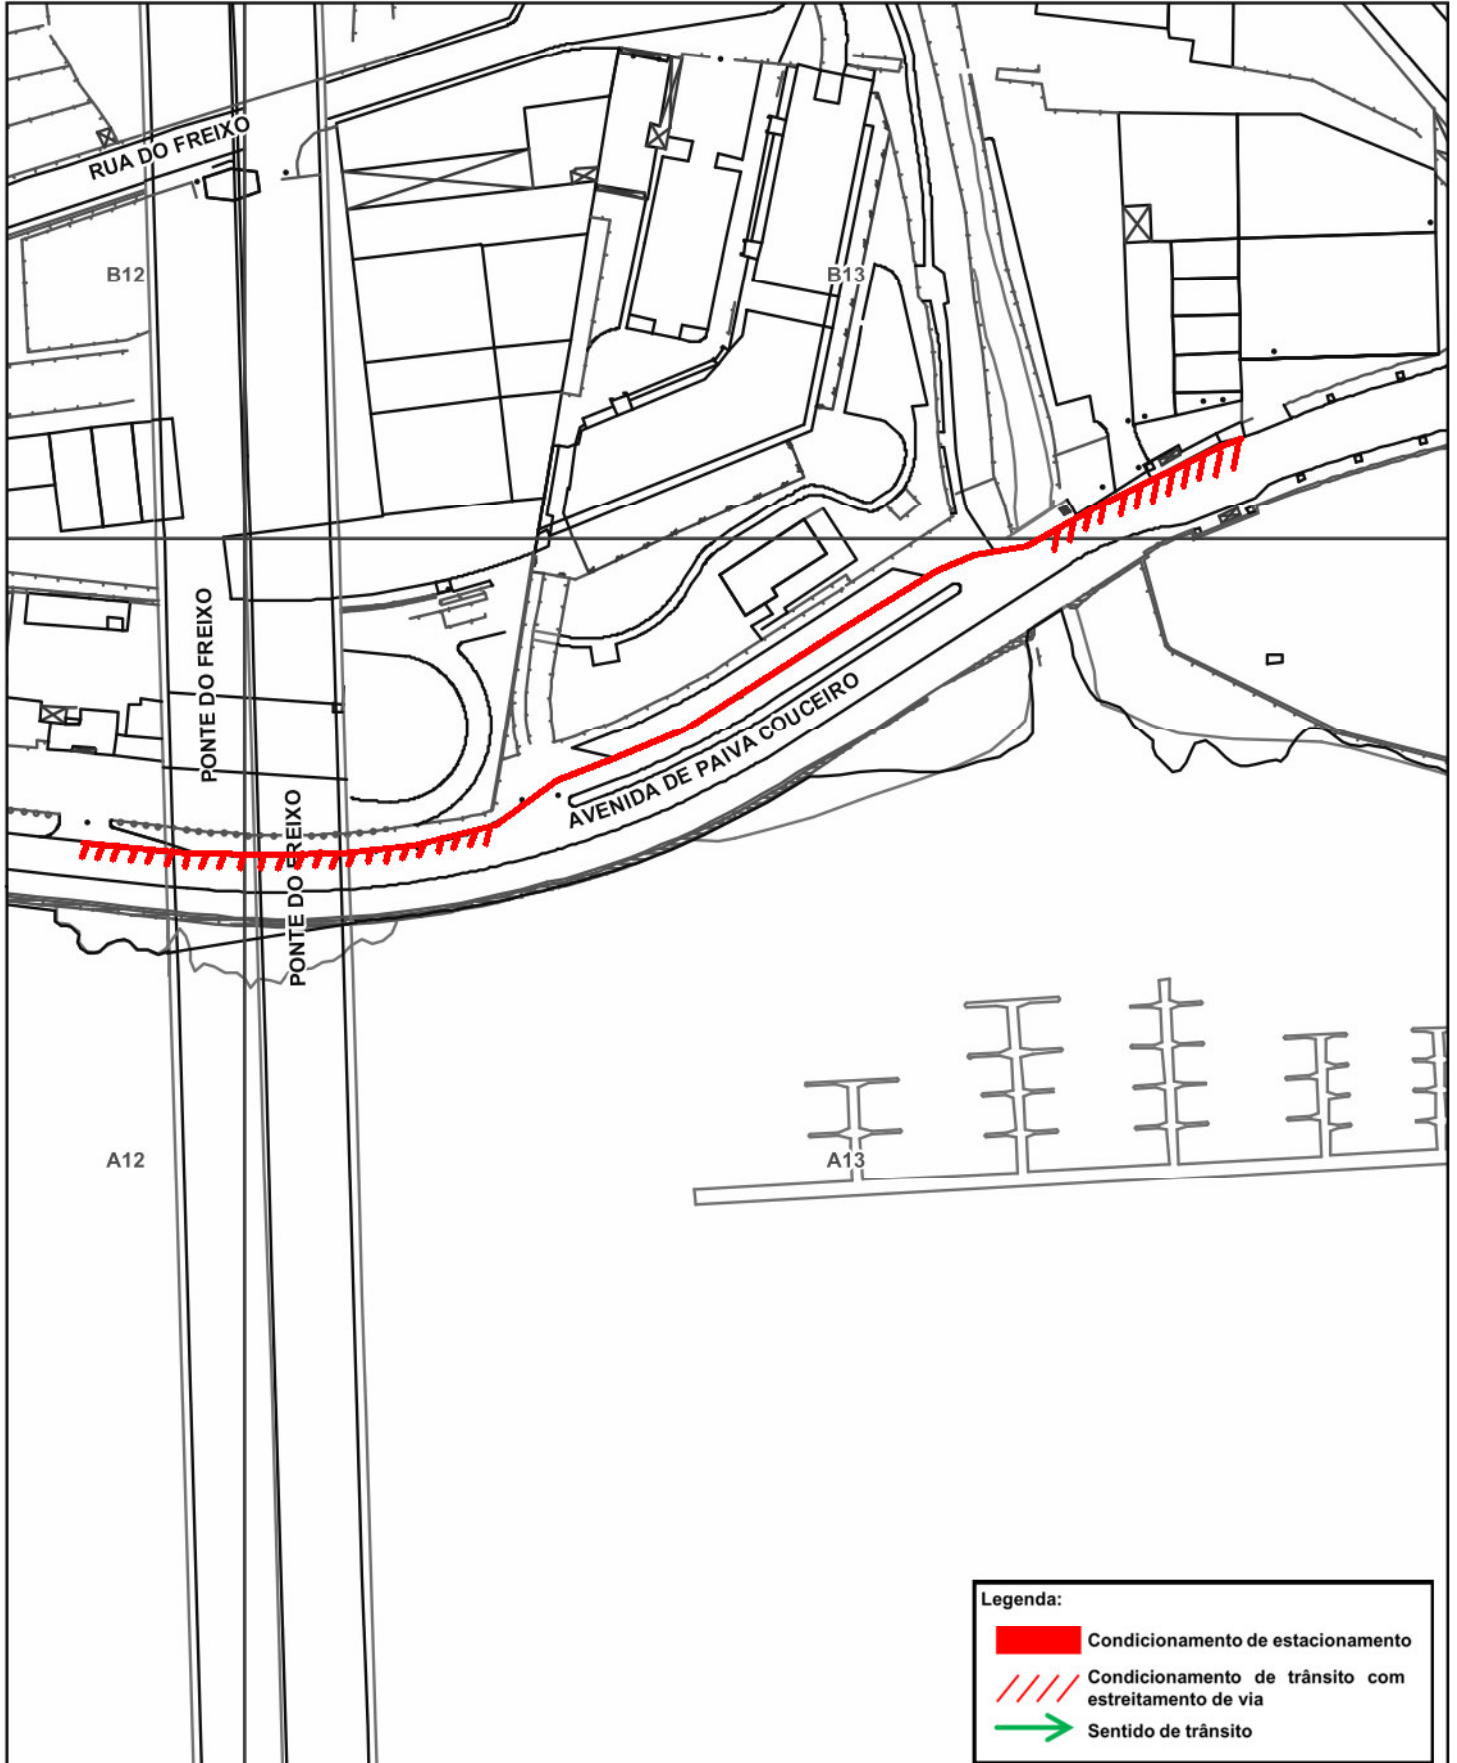 RUA DO FREIXO
B12
B13
PONTE DO FREIXO
AVENIDA DE PAIVA COUCEIRO
PONTE DO FREIXO
A12
A13
Legenda:
Condicionamento de estacionamento
Condicionamento de trânsito com
estreitamento de via
Sentido de trânsito